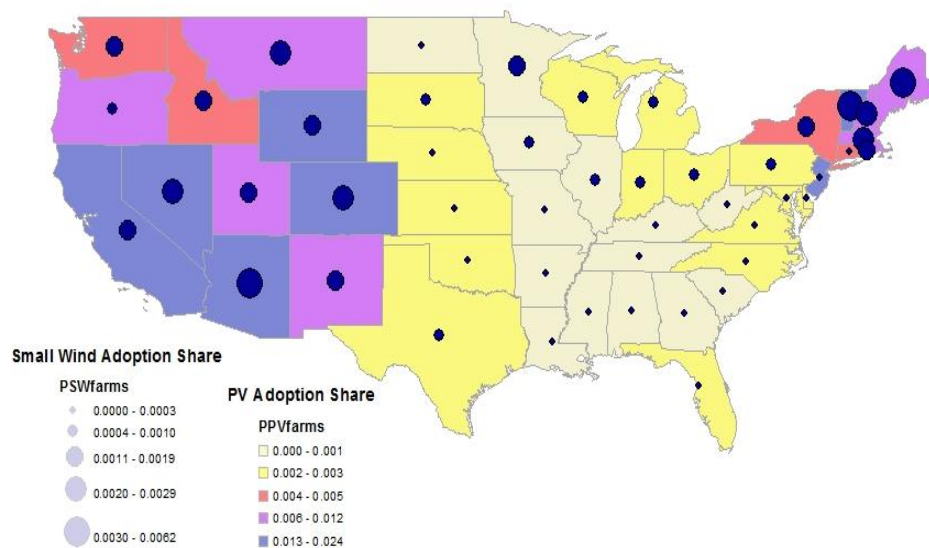 Small Wind Adoption Share
PSWfarms
0.0000 - 0.0003
0.0004 - 0.0010
0.0011 - 0.0019
0.0020 - 0.0029
0.0030 - 0.0062
PV Adoption Share
PPVfarms
0.000 - 0.001
0.002 - 0.003
0.004 - 0.005
0.006 - 0.012
0.013 - 0.024